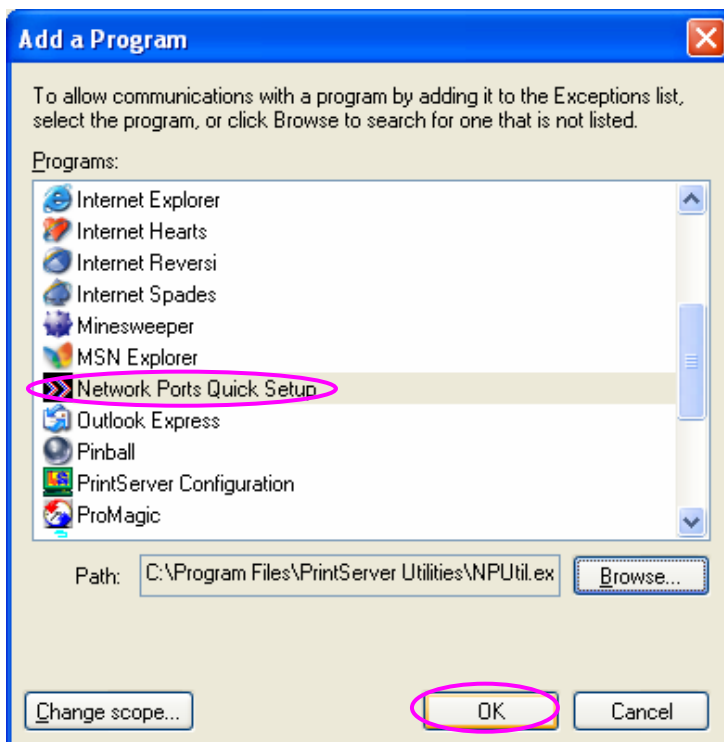 Add a Program
To allow communications with a program by adding it to the Exceptions list,
select the program, or click Browse to search for one that is not listed.
Programs:
Internet Explorer
Internet Hearts
Internet Reversi
Internet Spades
Minesweeper
MSN Explorer
Network Ports Quick Setup
Outlook Express
Pinball
PrintServer Configuration
ProMagic
Path: C:\Program Files\PrintServer Utilities\NPUtil.ex Browse...
Change scope... OK Cancel